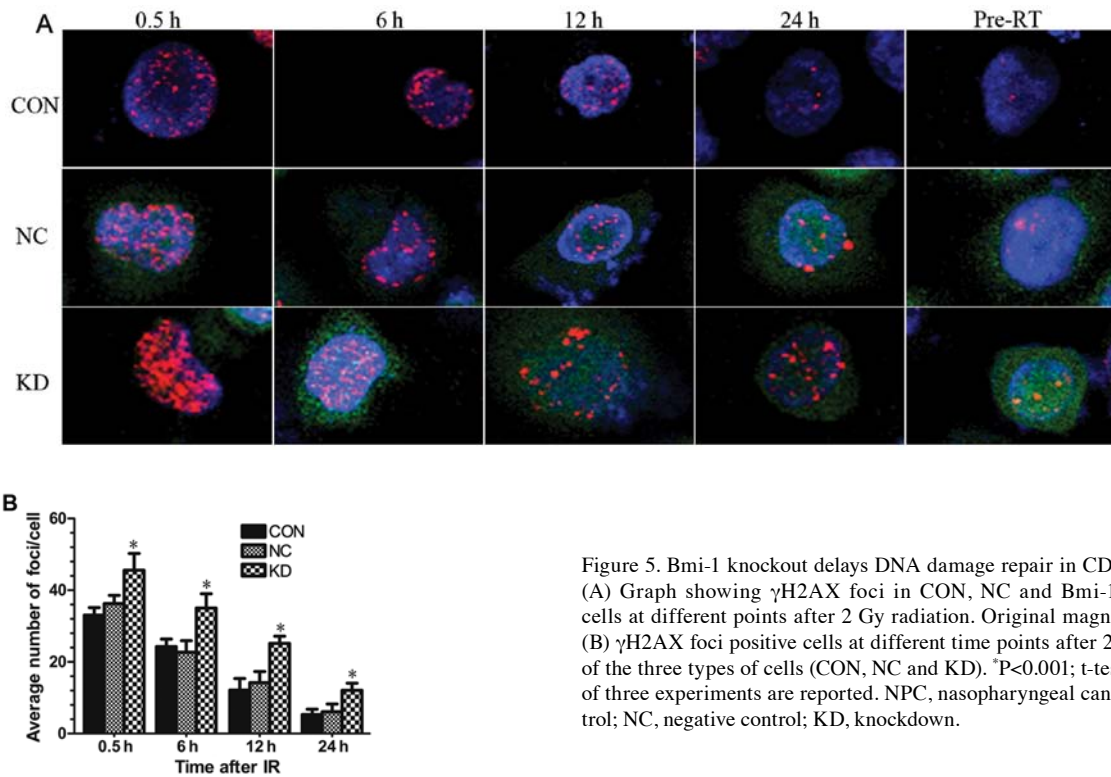 A
0.5 h 6 h 12 h 24 h Pre-RT
CON
NC
KD
B
Average number of foci/cell
60
40
20
0
CON
NC
KD
* * * *
0.5 h 6 h 12 h 24 h
Time after IR
Figure 5. Bmi-1 knockout delays DNA damage repair in CD
(A) Graph showing γH2AX foci in CON, NC and Bmi-1
cells at different points after 2 Gy radiation. Original magn
(B) γH2AX foci positive cells at different time points after 2
of the three types of cells (CON, NC and KD). *P<0.001; t-te
of three experiments are reported. NPC, nasopharyngeal can
trol; NC, negative control; KD, knockdown.